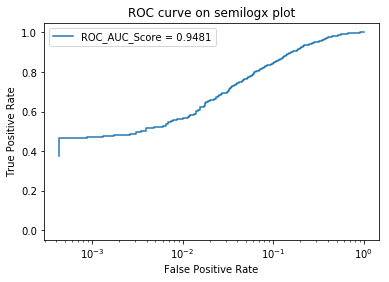 ROC curve on semilogx plot
ROC_AUC_Score = 0.9481
1.0
0.8
0.6
0.4
0.2
0.0
True Positive Rate
10⁻³
10⁻²
10⁻¹
10⁰
False Positive Rate